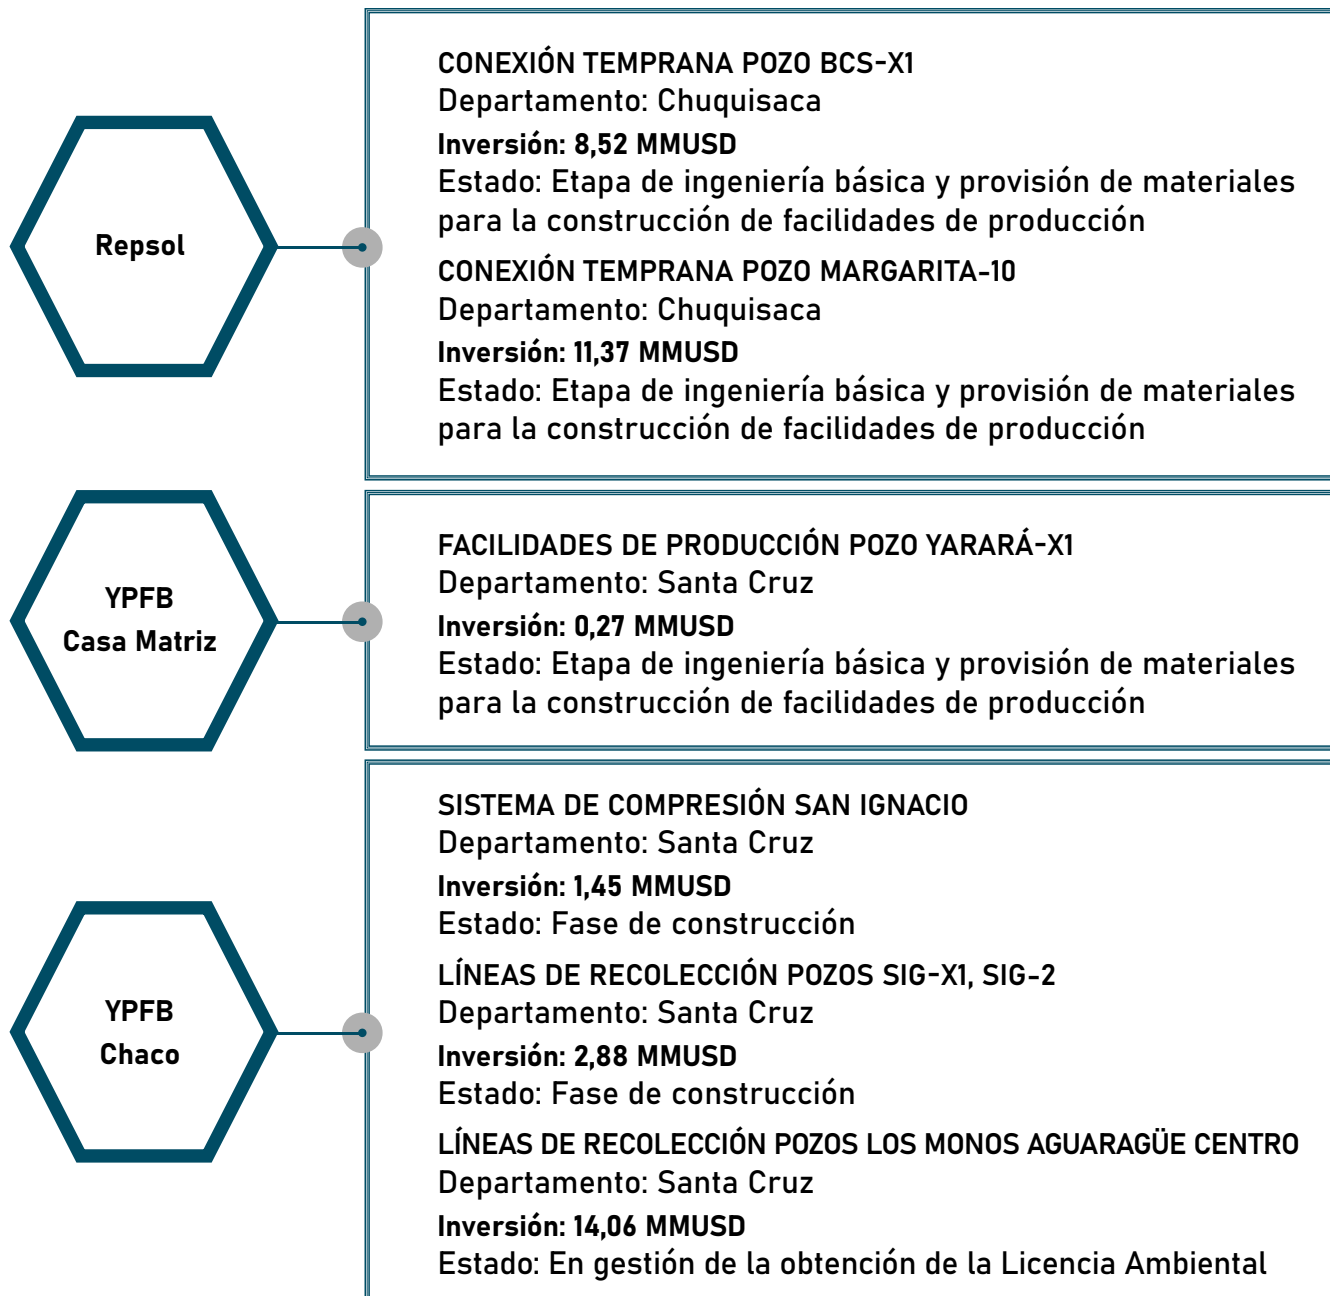 Repsol
CONEXIÓN TEMPRANA POZO BCS-X1
Departamento: Chuquisaca
Inversión: 8,52 MMUSD
Estado: Etapa de ingeniería básica y provisión de materiales
para la construcción de facilidades de producción
CONEXIÓN TEMPRANA POZO MARGARITA-10
Departamento: Chuquisaca
Inversión: 11,37 MMUSD
Estado: Etapa de ingeniería básica y provisión de materiales
para la construcción de facilidades de producción
YPFB
Casa Matriz
FACILIDADES DE PRODUCCIÓN POZO YARARÁ-X1
Departamento: Santa Cruz
Inversión: 0,27 MMUSD
Estado: Etapa de ingeniería básica y provisión de materiales
para la construcción de facilidades de producción
YPFB
Chaco
SISTEMA DE COMPRESIÓN SAN IGNACIO
Departamento: Santa Cruz
Inversión: 1,45 MMUSD
Estado: Fase de construcción
LÍNEAS DE RECOLECCIÓN POZOS SIG-X1, SIG-2
Departamento: Santa Cruz
Inversión: 2,88 MMUSD
Estado: Fase de construcción
LÍNEAS DE RECOLECCIÓN POZOS LOS MONOS AGUARAGÜE CENTRO
Departamento: Santa Cruz
Inversión: 14,06 MMUSD
Estado: En gestión de la obtención de la Licencia Ambiental